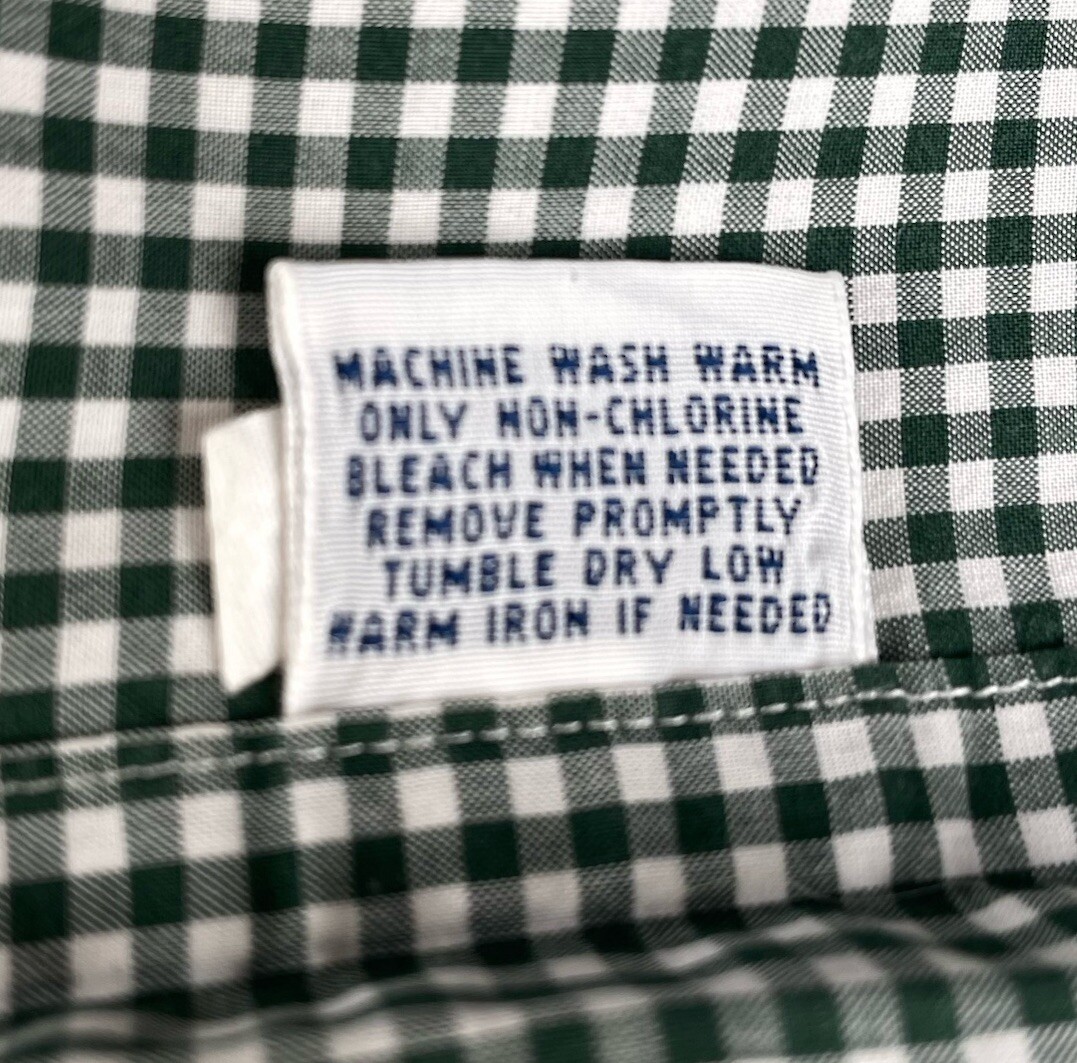 MACHINE WASH WARM
ONLY NON-CHLORINE
BLEACH WHEN NEEDED
REMOVE PROMPTLY
TUMBLE DRY LOW
WARM IRON IF NEEDED